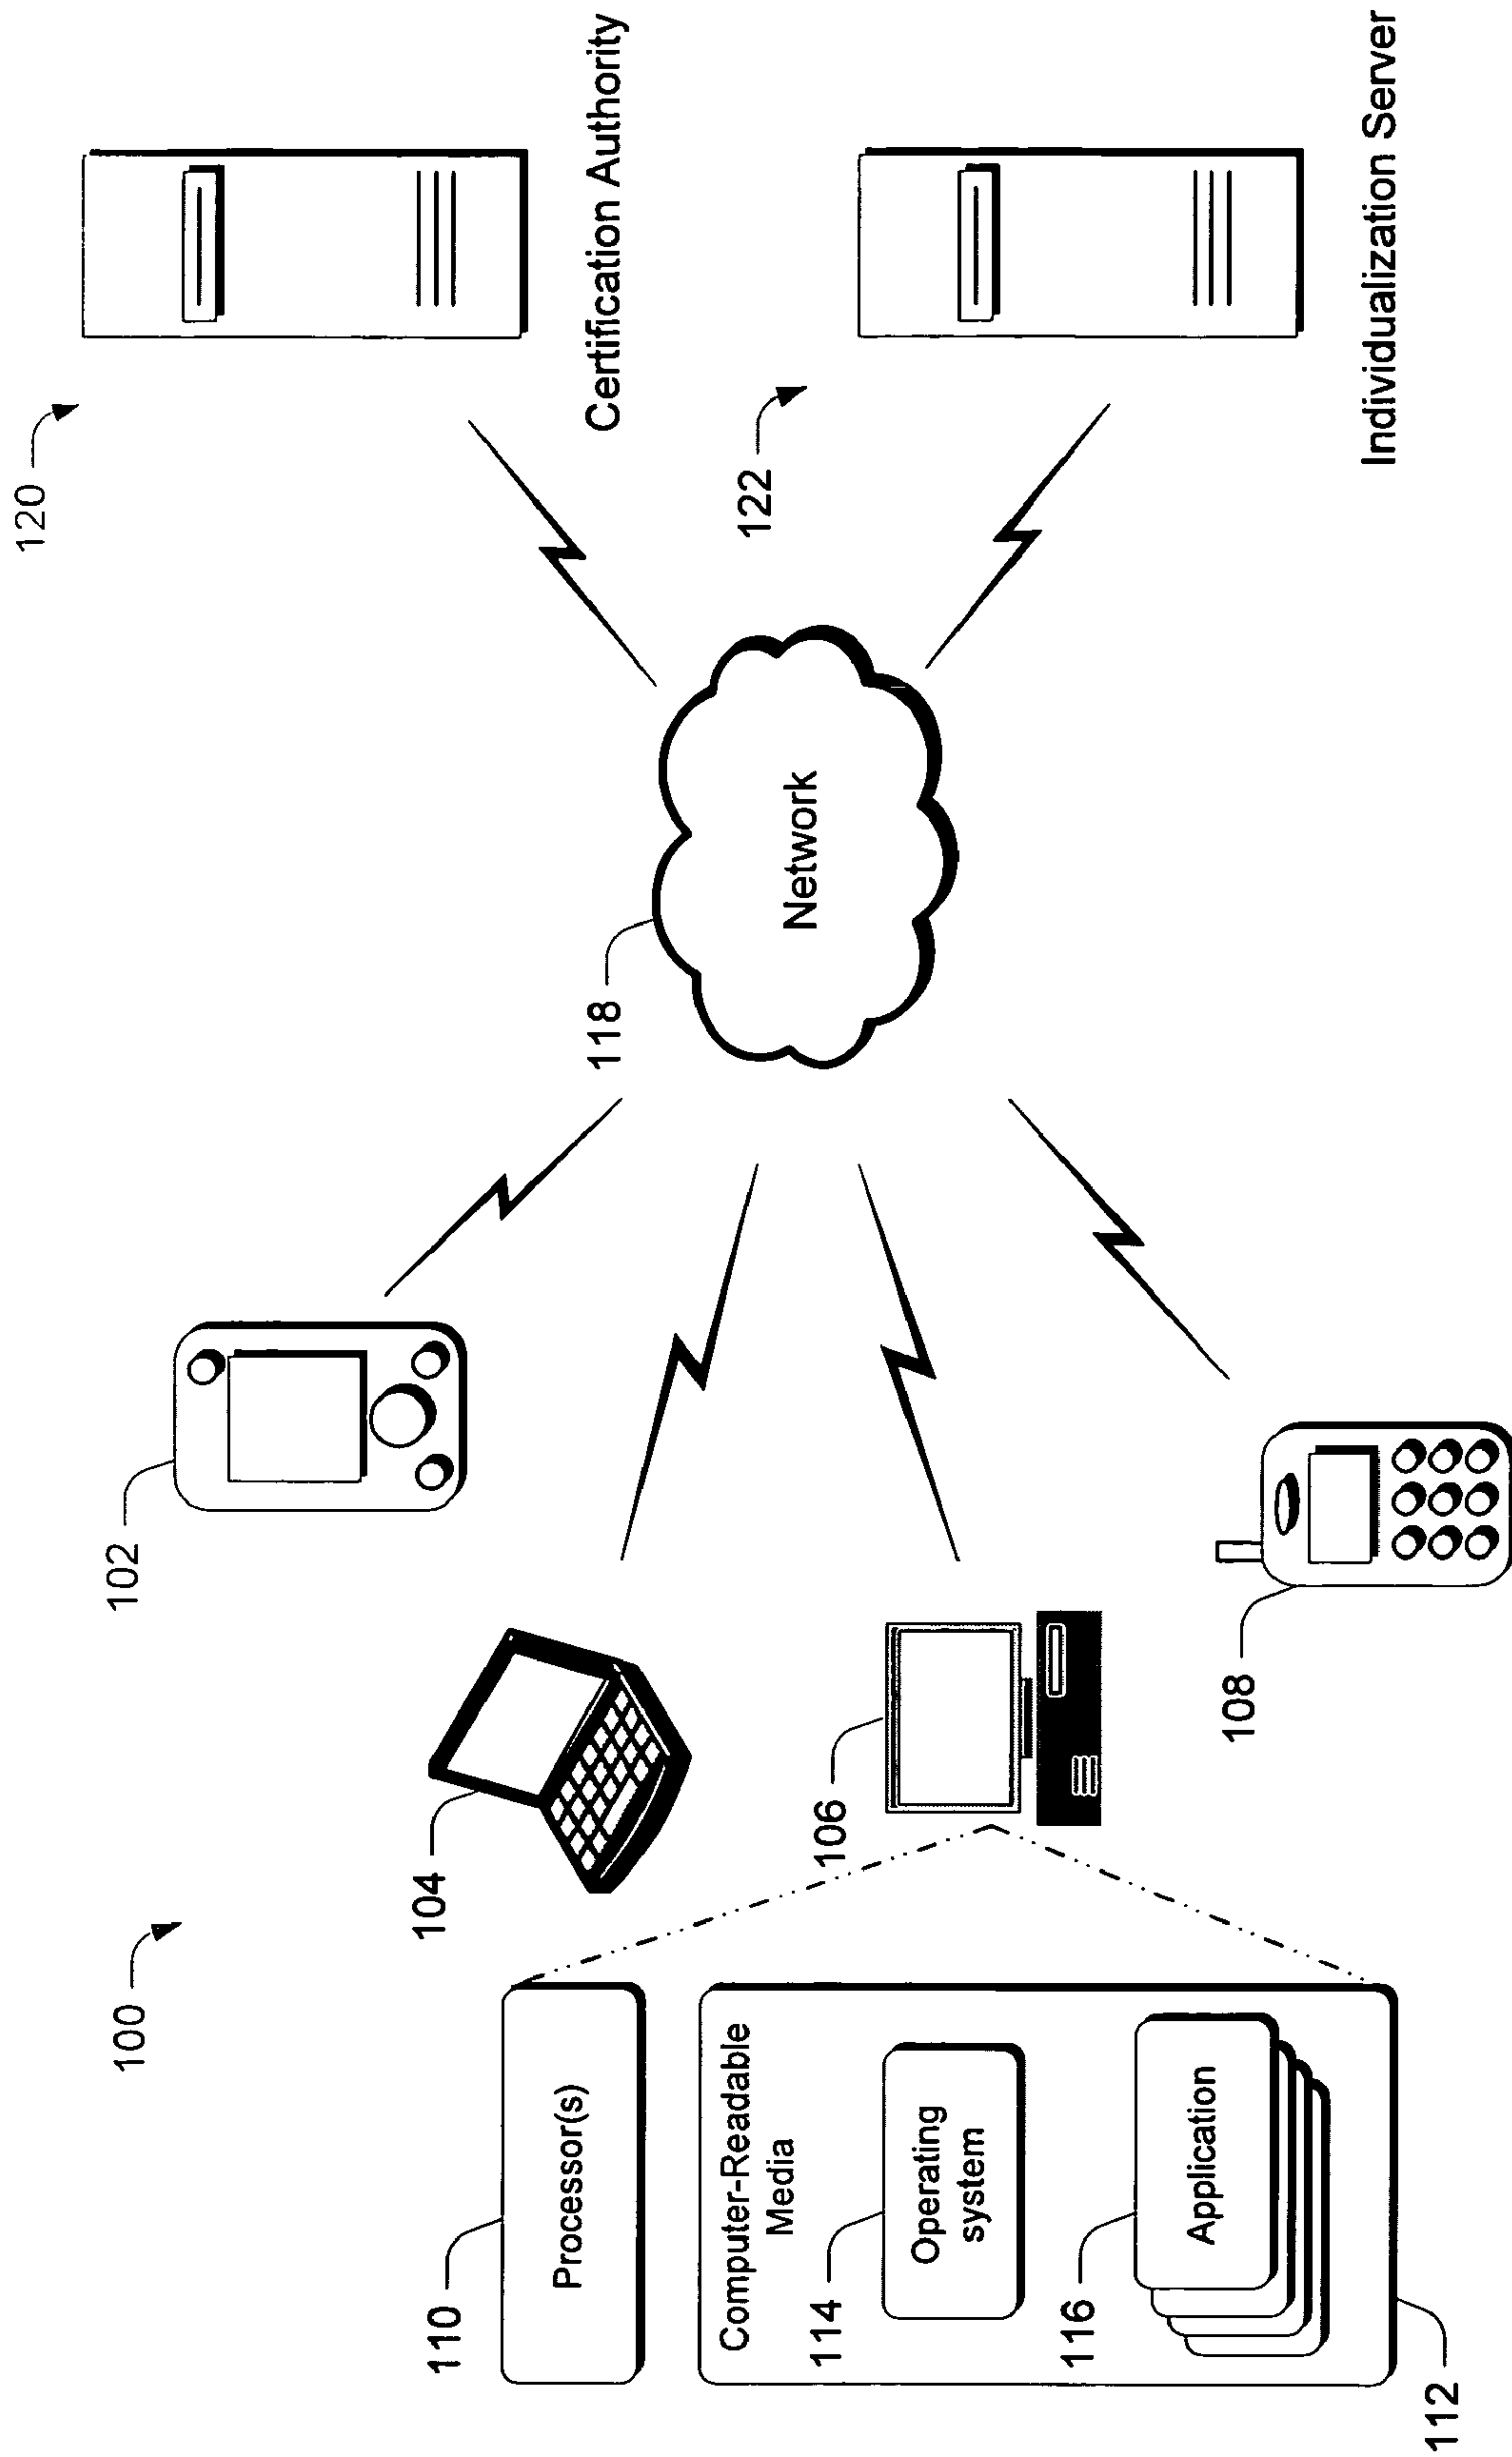 100
102
104
106
108
110
Processor(s)
Computer-Readable
Media
114
Operating
system
116
Application
112
118
Network
120
Certification Authority
122
Individualization Server